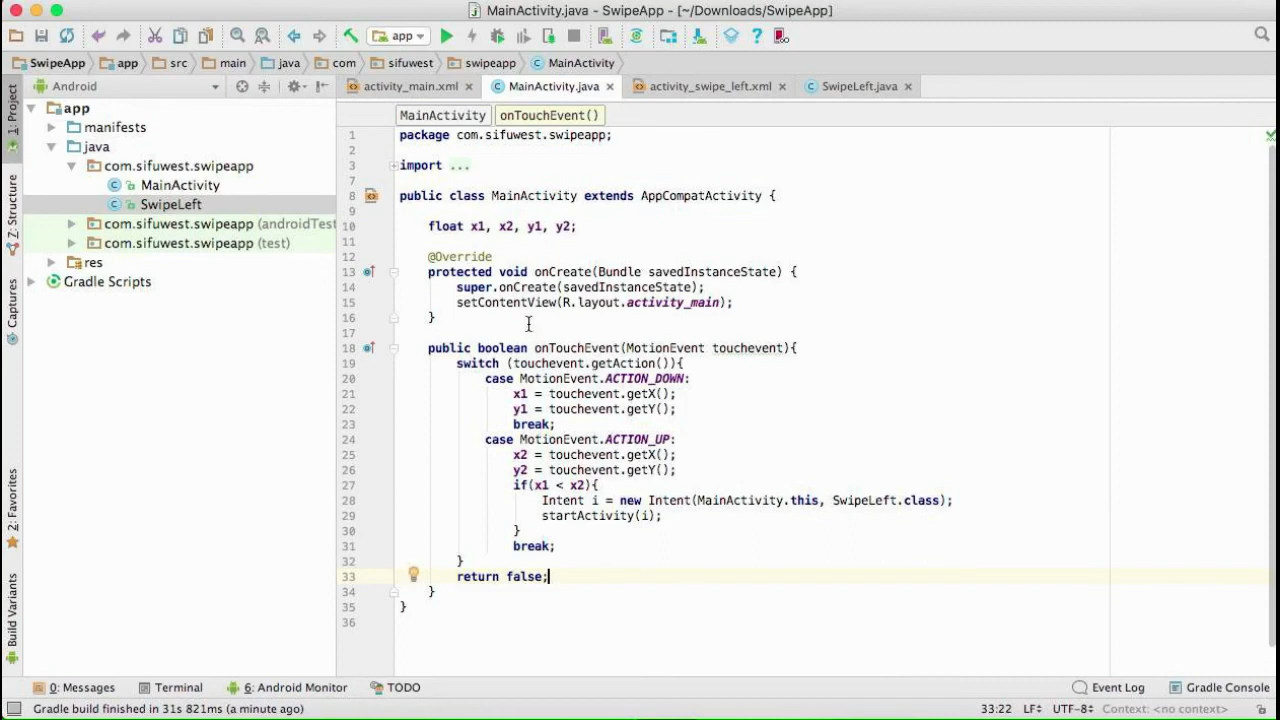 MainActivity.java - SwipeApp - [~/Downloads/SwipeApp]
app
SwipeApp app src main java com sifuwest swipeapp MainActivity
Android
activity_main.xml MainActivity.java activity_swipe_left.xml SwipeLeft.java
1: Project
Z: Structure
Captures
2: Favorites
Build Variants
app
manifests
java
com.sifuwest.swipeapp
MainActivity
SwipeLeft
com.sifuwest.swipeapp (androidTest
com.sifuwest.swipeapp (test)
res
Gradle Scripts
MainActivity onTouchEvent()
1 package com.sifuwest.swipeapp;
2
3 import ...
7
8 public class MainActivity extends AppCompatActivity {
9
10 float x1, x2, y1, y2;
11
12 @Override
13 protected void onCreate(Bundle savedInstanceState) {
14 super.onCreate(savedInstanceState);
15 setContentView(R.layout.activity_main);
16 }
17
18 public boolean onTouchEvent(MotionEvent touchevent){
19 switch (touchevent.getAction()){
20 case MotionEvent.ACTION_DOWN:
21 x1 = touchevent.getX();
22 y1 = touchevent.getY();
23 break;
24 case MotionEvent.ACTION_UP:
25 x2 = touchevent.getX();
26 y2 = touchevent.getY();
27 if(x1 < x2){
28 Intent i = new Intent(MainActivity.this, SwipeLeft.class);
29 startActivity(i);
30 }
31 break;
32 }
33 return false;
34 }
35 }
36
0: Messages Terminal 6: Android Monitor TODO Event Log Gradle Console
Gradle build finished in 31s 821ms (a minute ago) 33:22 LF UTF-8 Context: <no context>